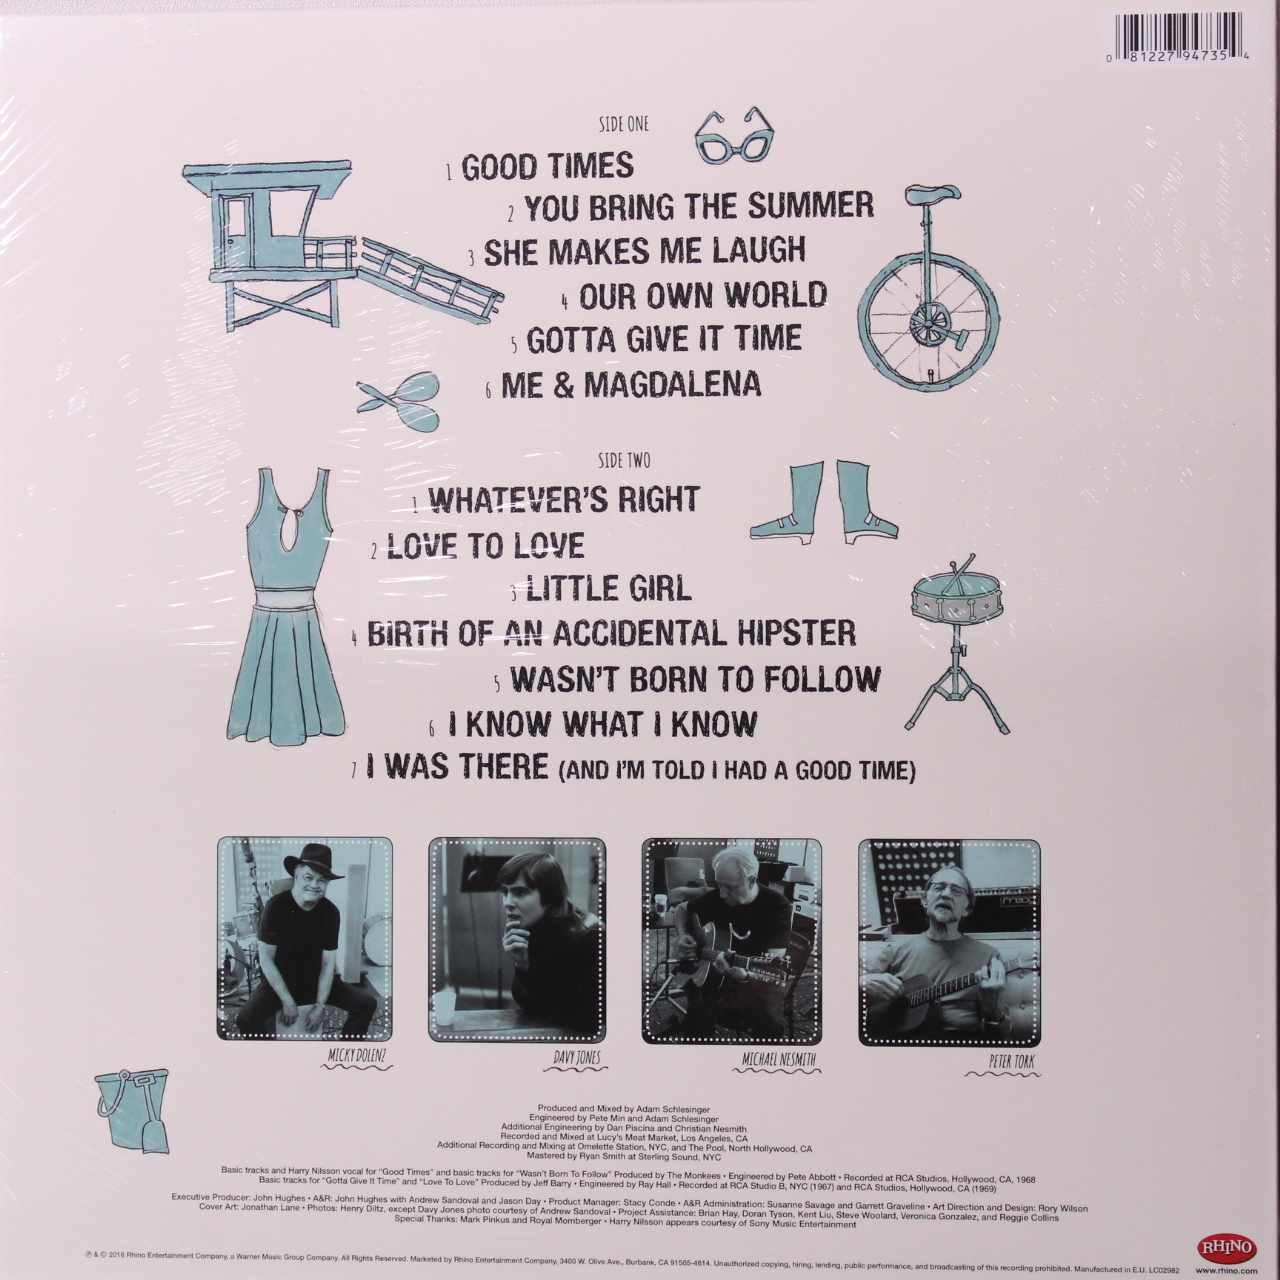 0 81227 94735 4
SIDE ONE
1 GOOD TIMES
2 YOU BRING THE SUMMER
3 SHE MAKES ME LAUGH
4 OUR OWN WORLD
5 GOTTA GIVE IT TIME
6 ME & MAGDALENA
SIDE TWO
1 WHATEVER'S RIGHT
2 LOVE TO LOVE
3 LITTLE GIRL
4 BIRTH OF AN ACCIDENTAL HIPSTER
5 WASN'T BORN TO FOLLOW
6 I KNOW WHAT I KNOW
7 I WAS THERE (AND I'M TOLD I HAD A GOOD TIME)
moog
MICKY DOLENZ
DAVY JONES
MICHAEL NESMITH
PETER TORK
Produced and Mixed by Adam Schlesinger
Engineered by Pete Min and Adam Schlesinger
Additional Engineering by Dan Piscina and Christian Nesmith
Recorded and Mixed at Lucy's Meat Market, Los Angeles, CA
Additional Recording and Mixing at Omelette Station, NYC, and The Pool, North Hollywood, CA
Mastered by Ryan Smith at Sterling Sound, NYC
Basic tracks and Harry Nilsson vocal for "Good Times" and basic tracks for "Wasn't Born To Follow" Produced by The Monkees • Engineered by Pete Abbott • Recorded at RCA Studios, Hollywood, CA, 1968
Basic tracks for "Gotta Give It Time" and "Love To Love" Produced by Jeff Barry • Engineered by Ray Hall • Recorded at RCA Studio B, NYC (1967) and RCA Studios, Hollywood, CA (1969)
Executive Producer: John Hughes • A&R: John Hughes with Andrew Sandoval and Jason Day • Product Manager: Stacy Conde • A&R Administration: Susanne Savage and Garrett Graveline • Art Direction and Design: Rory Wilson
Cover Art: Jonathan Lane • Photos: Henry Diltz, except Davy Jones photo courtesy of Andrew Sandoval • Project Assistance: Brian Hay, Doran Tyson, Kent Liu, Steve Woolard, Veronica Gonzalez, and Reggie Collins
Special Thanks: Mark Pinkus and Royal Momberger • Harry Nilsson appears courtesy of Sony Music Entertainment
℗ & © 2016 Rhino Entertainment Company, a Warner Music Group Company. All Rights Reserved. Marketed by Rhino Entertainment Company, 3400 W. Olive Ave., Burbank, CA 91505-4614. Unauthorized copying, hiring, lending, public performance, and broadcasting of this recording prohibited. Manufactured in E.U. LC02982
RHINO
www.rhino.com